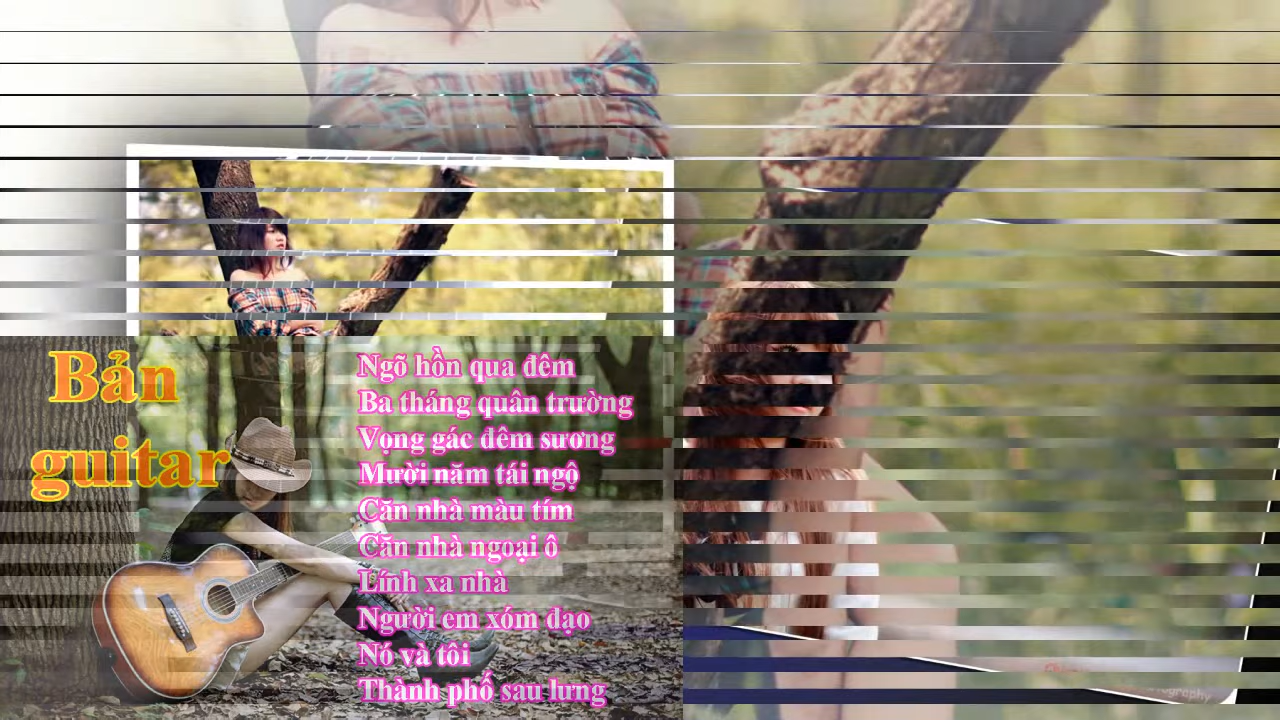 Bản
guitar
Ngõ hồn qua đêm
Ba tháng quân trường
Vọng gác đêm sương
Mười năm tái ngộ
Căn nhà màu tím
Căn nhà ngoại ô
Lính xa nhà
Người em xóm đạo
Nó và tôi
Thành phố sau lưng